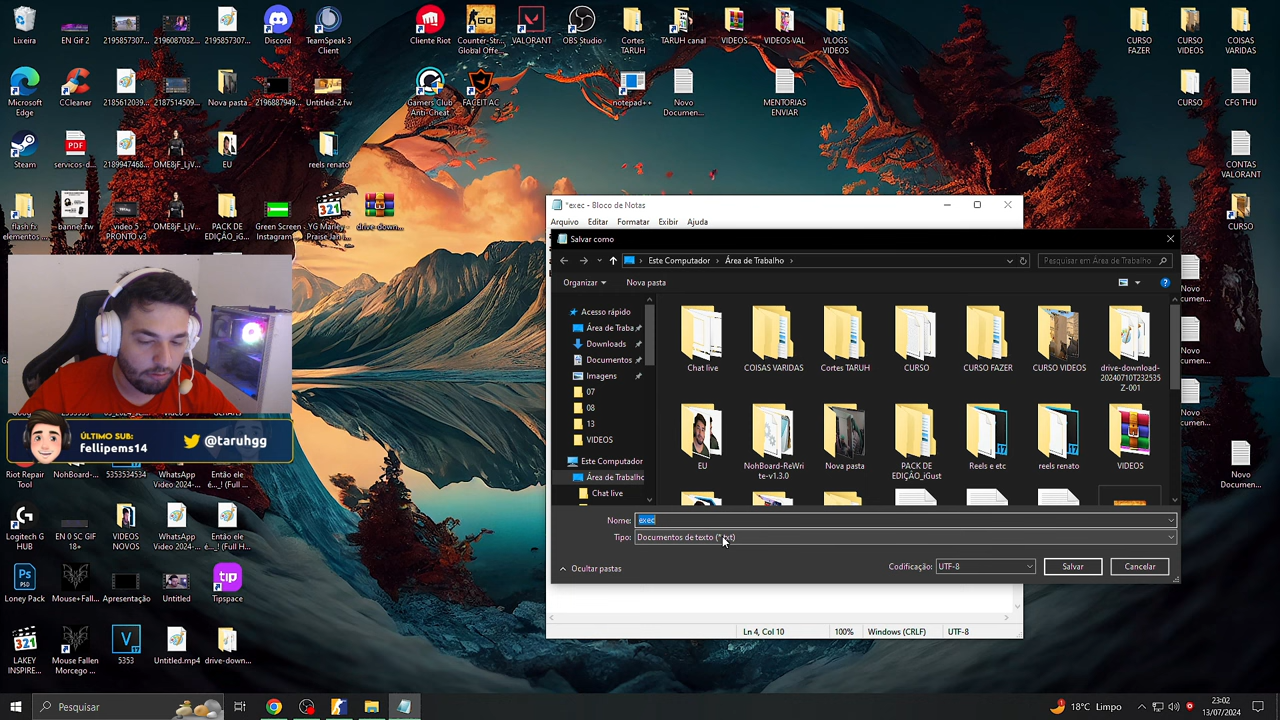 Lixeira
EN Gif 2
2195857307...
2196087032...
2195857307...
Discord
TeamSpeak 3
Client
Cliente Riot
Counter-Str...
Global Offe...
VALORANT
OBS Studio
Cortes
TARUH
TARUH canal
VIDEOS
VIDEOS VAL
VLOGS
VIDEOS
CURSO
FAZER
CURSO
VIDEOS
COISAS
VARIDAS
Microsoft
Edge
CCleaner
2185612039...
2187514509...
Nova pasta
2196887949...
Untitled-2.fw
Gamers Club
Anti-Cheat
FACEIT AC
notepad++
Novo
Documen...
MENTORIAS
ENVIAR
CURSO
CFG THU
Steam
servicos-d...
2189947468...
OME8jF_LjV...
EU
reels renato
CONTAS
VALORANT
flash fx
elementos...
banner.fw
video 5
PRONTO v3
OME8jF_LjV...
PACK DE
EDIÇÃO_iG...
Green Screen
Instagram...
YG Marley -
Praise Jah I...
drive-down...
CURSO
*exec - Bloco de Notas
Arquivo Editar Formatar Exibir Ajuda
Salvar como
Este Computador > Área de Trabalho >
Pesquisar em Área de Trabalho
Organizar
Nova pasta
Acesso rápido
Área de Traba
Downloads
Documentos
Imagens
07
08
13
VIDEOS
Este Computador
Área de Trabalho
Chat live
Chat live
COISAS VARIDAS
Cortes TARUH
CURSO
CURSO FAZER
CURSO VIDEOS
drive-download-
20240710T232535
Z-001
EU
NohBoard-ReWri
te-v1.3.0
Nova pasta
PACK DE
EDIÇÃO_iGust
Reels e etc
reels renato
VIDEOS
Nome: exec
Tipo: Documentos de texto (*.txt)
Ocultar pastas
Codificação: UTF-8
Salvar
Cancelar
Ln 4, Col 10
100%
Windows (CRLF)
UTF-8
Novo
Documen...
ÚLTIMO SUB:
fellipems14
@taruhgg
Riot Repair
Tool
NohBoard-...
5353534534
WhatsApp
Video 2024-...
Então ele
é..._! (Full ...
Logitech G
HUB
EN 0 SC GIF
18+
VIDEOS
NOVOS
WhatsApp
Video 2024-...
Então ele
é..._! (Full H...
Loney Pack
Mouse+Fall...
Apresentação
Untitled
Tipspace
tip
LAKEY
INSPIRE...
Mouse Fallen
Morcego ...
5353
Untitled.mp4
drive-down...
Pesquisar
18°C Limpo
23:02
13/07/2024